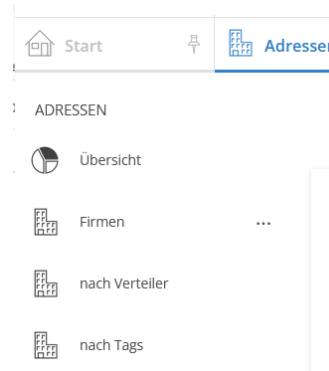 Start
Adressen
ADRESSEN
Übersicht
Firmen
...
nach Verteiler
nach Tags